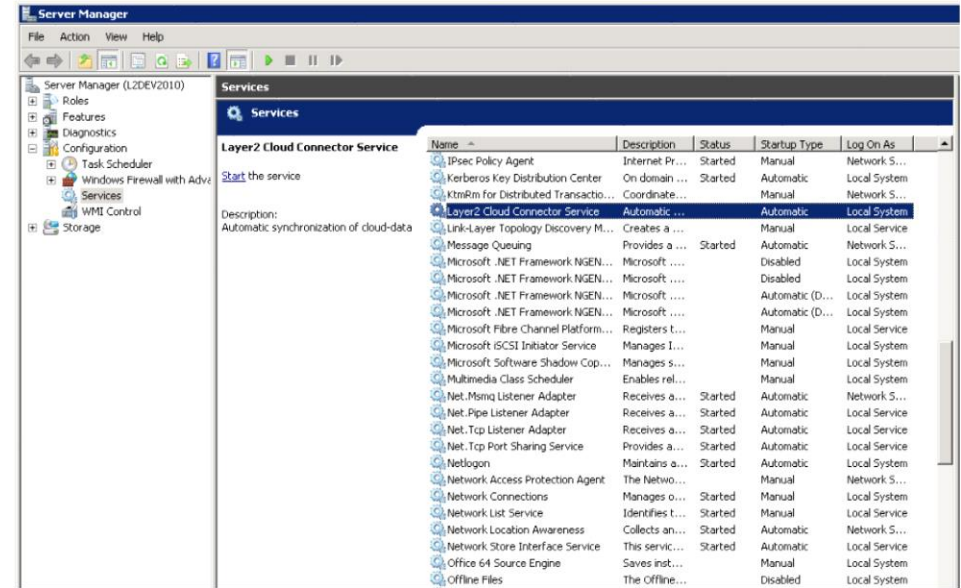 Server Manager
File Action View Help
Server Manager (L2DEV2010)
Roles
Features
Diagnostics
Configuration
Task Scheduler
Windows Firewall with Adva
Services
WMI Control
Storage
Services
Services
Layer2 Cloud Connector Service
Start the service
Description:
Automatic synchronization of cloud-data
Name Description Status Startup Type Log On As
IPsec Policy Agent Internet Pr... Started Manual Network S...
Kerberos Key Distribution Center On domain ... Started Automatic Local System
KtmRm for Distributed Transactio... Coordinate... Manual Network S...
Layer2 Cloud Connector Service Automatic ... Automatic Local System
Link-Layer Topology Discovery M... Creates a ... Manual Local Service
Message Queuing Provides a ... Started Automatic Network S...
Microsoft .NET Framework NGEN... Microsoft .... Disabled Local System
Microsoft .NET Framework NGEN... Microsoft .... Disabled Local System
Microsoft .NET Framework NGEN... Microsoft .... Automatic (D... Local System
Microsoft .NET Framework NGEN... Microsoft .... Automatic (D... Local System
Microsoft Fibre Channel Platform... Registers t... Manual Local Service
Microsoft iSCSI Initiator Service Manages I... Manual Local System
Microsoft Software Shadow Cop... Manages s... Manual Local System
Multimedia Class Scheduler Enables rel... Manual Local System
Net.Msmq Listener Adapter Receives a... Started Automatic Network S...
Net.Pipe Listener Adapter Receives a... Started Automatic Local Service
Net.Tcp Listener Adapter Receives a... Started Automatic Local Service
Net.Tcp Port Sharing Service Provides a... Started Automatic Local Service
Netlogon Maintains a... Started Automatic Local System
Network Access Protection Agent The Netwo... Manual Network S...
Network Connections Manages o... Started Manual Local System
Network List Service Identifies t... Started Manual Local Service
Network Location Awareness Collects an... Started Automatic Network S...
Network Store Interface Service This servic... Started Automatic Local Service
Office 64 Source Engine Saves inst... Manual Local System
Offline Files The Offline... Disabled Local System